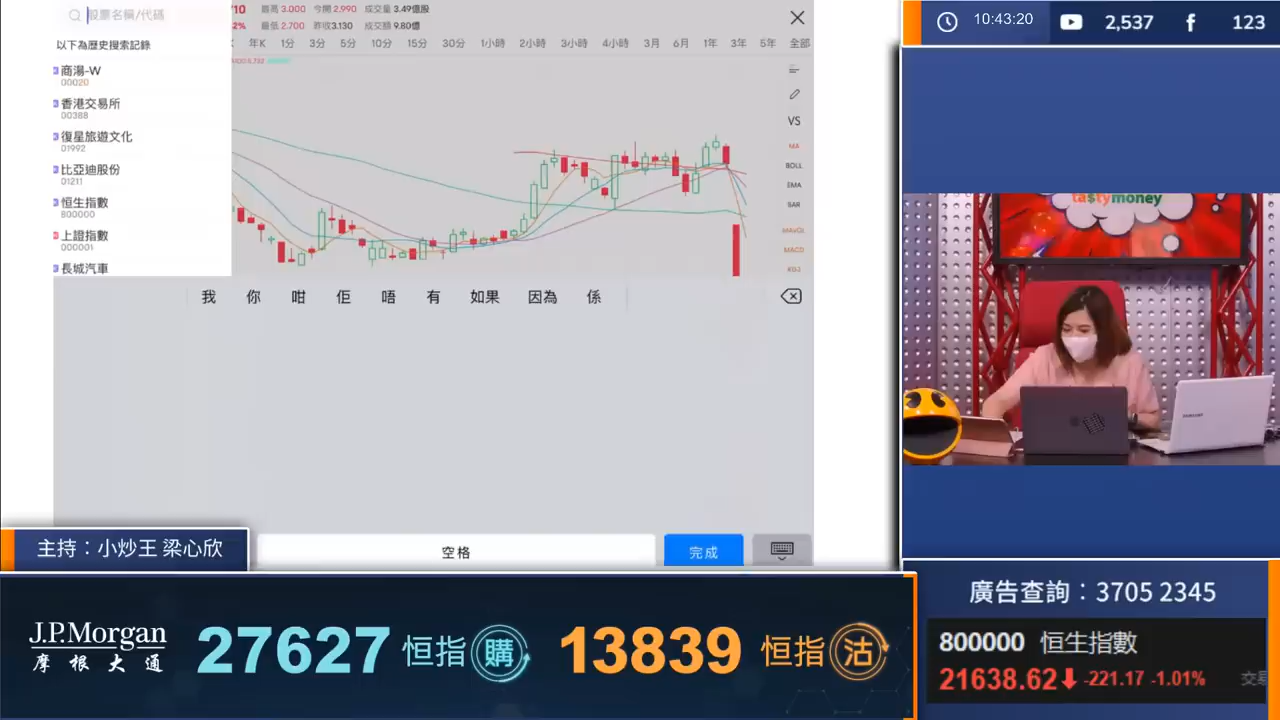 股票名稱/代碼
以下為歷史搜索記錄
商湯-W
00020
香港交易所
00388
復星旅遊文化
01992
比亞迪股份
01211
恒生指數
800000
上證指數
000001
長城汽車
最高 3.000 今開 2.990 成交量 3.49億股
最低 2.700 昨收 3.130 成交額 9.80億
年K 1分 3分 5分 10分 15分 30分 1小時 2小時 3小時 4小時 3月 6月 1年 3年 5年 全部
VS
MA
BOLL
EMA
SAR
MAVOL
MACD
KDJ
我 你 咁 佢 唔 有 如果 因為 係
空格
完成
主持：小炒王 梁心欣
J.P.Morgan
摩根大通
27627 恒指 購
13839 恒指 沽
10:43:20
2,537
123
tastymoney
SAMSUNG
廣告查詢：3705 2345
800000 恒生指數
21638.62 -221.17 -1.01%